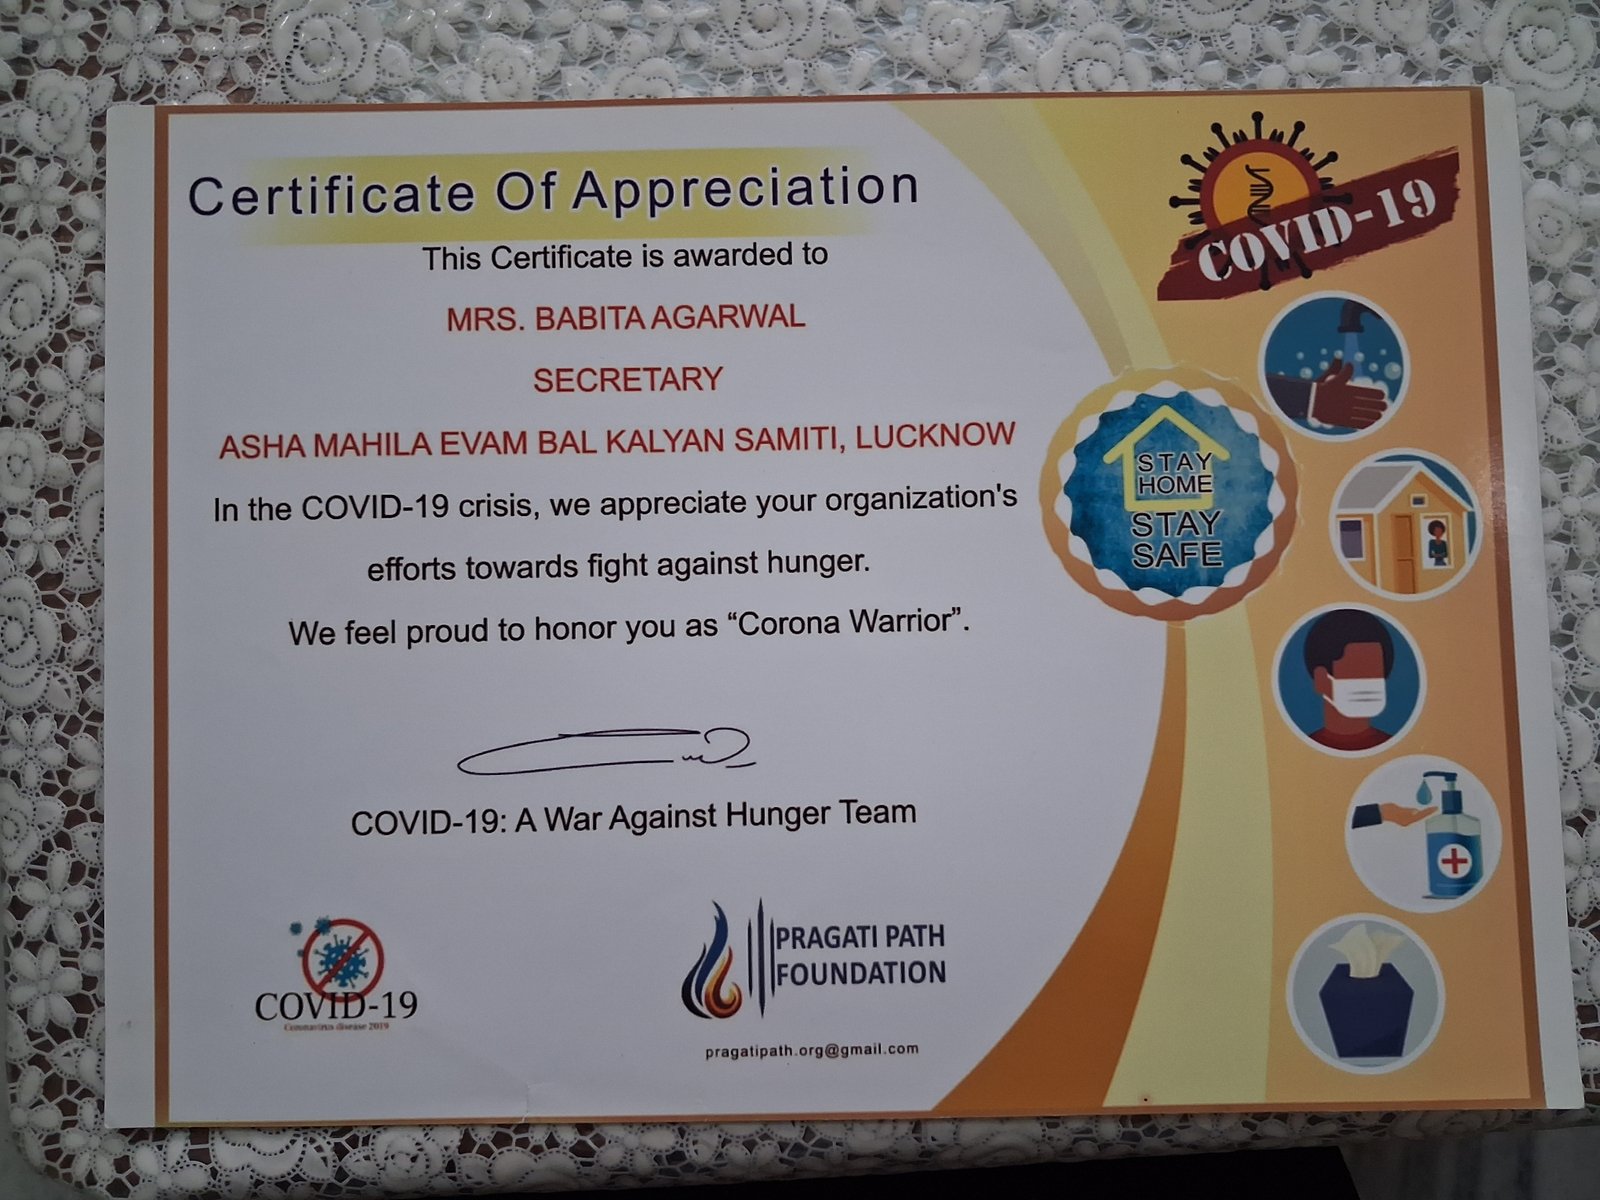 Certificate Of Appreciation
This Certificate is awarded to
MRS. BABITA AGARWAL
SECRETARY
ASHA MAHILA EVAM BAL KALYAN SAMITI, LUCKNOW
In the COVID-19 crisis, we appreciate your organization's
efforts towards fight against hunger.
We feel proud to honor you as “Corona Warrior”.
COVID-19: A War Against Hunger Team
COVID-19
Coronavirus disease 2019
PRAGATI PATH
FOUNDATION
pragatipath.org@gmail.com
COVID-19
STAY
HOME
STAY
SAFE